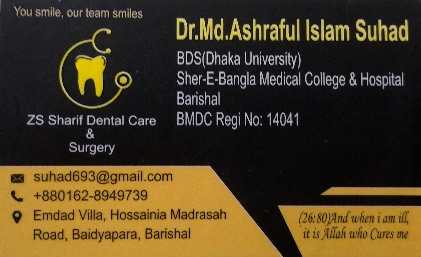 You smile, our team smiles
ZS Sharif Dental Care
&
Surgery
Dr.Md.Ashraful Islam Suhad
BDS(Dhaka University)
Sher-E-Bangla Medical College & Hospital
Barishal
BMDC Regi No: 14041
suhad693@gmail.com
+880162-8949739
Emdad Villa, Hossainia Madrasah
Road, Baidyapara, Barishal
(26:80)And when i am ill,
it is Allah who Cures me